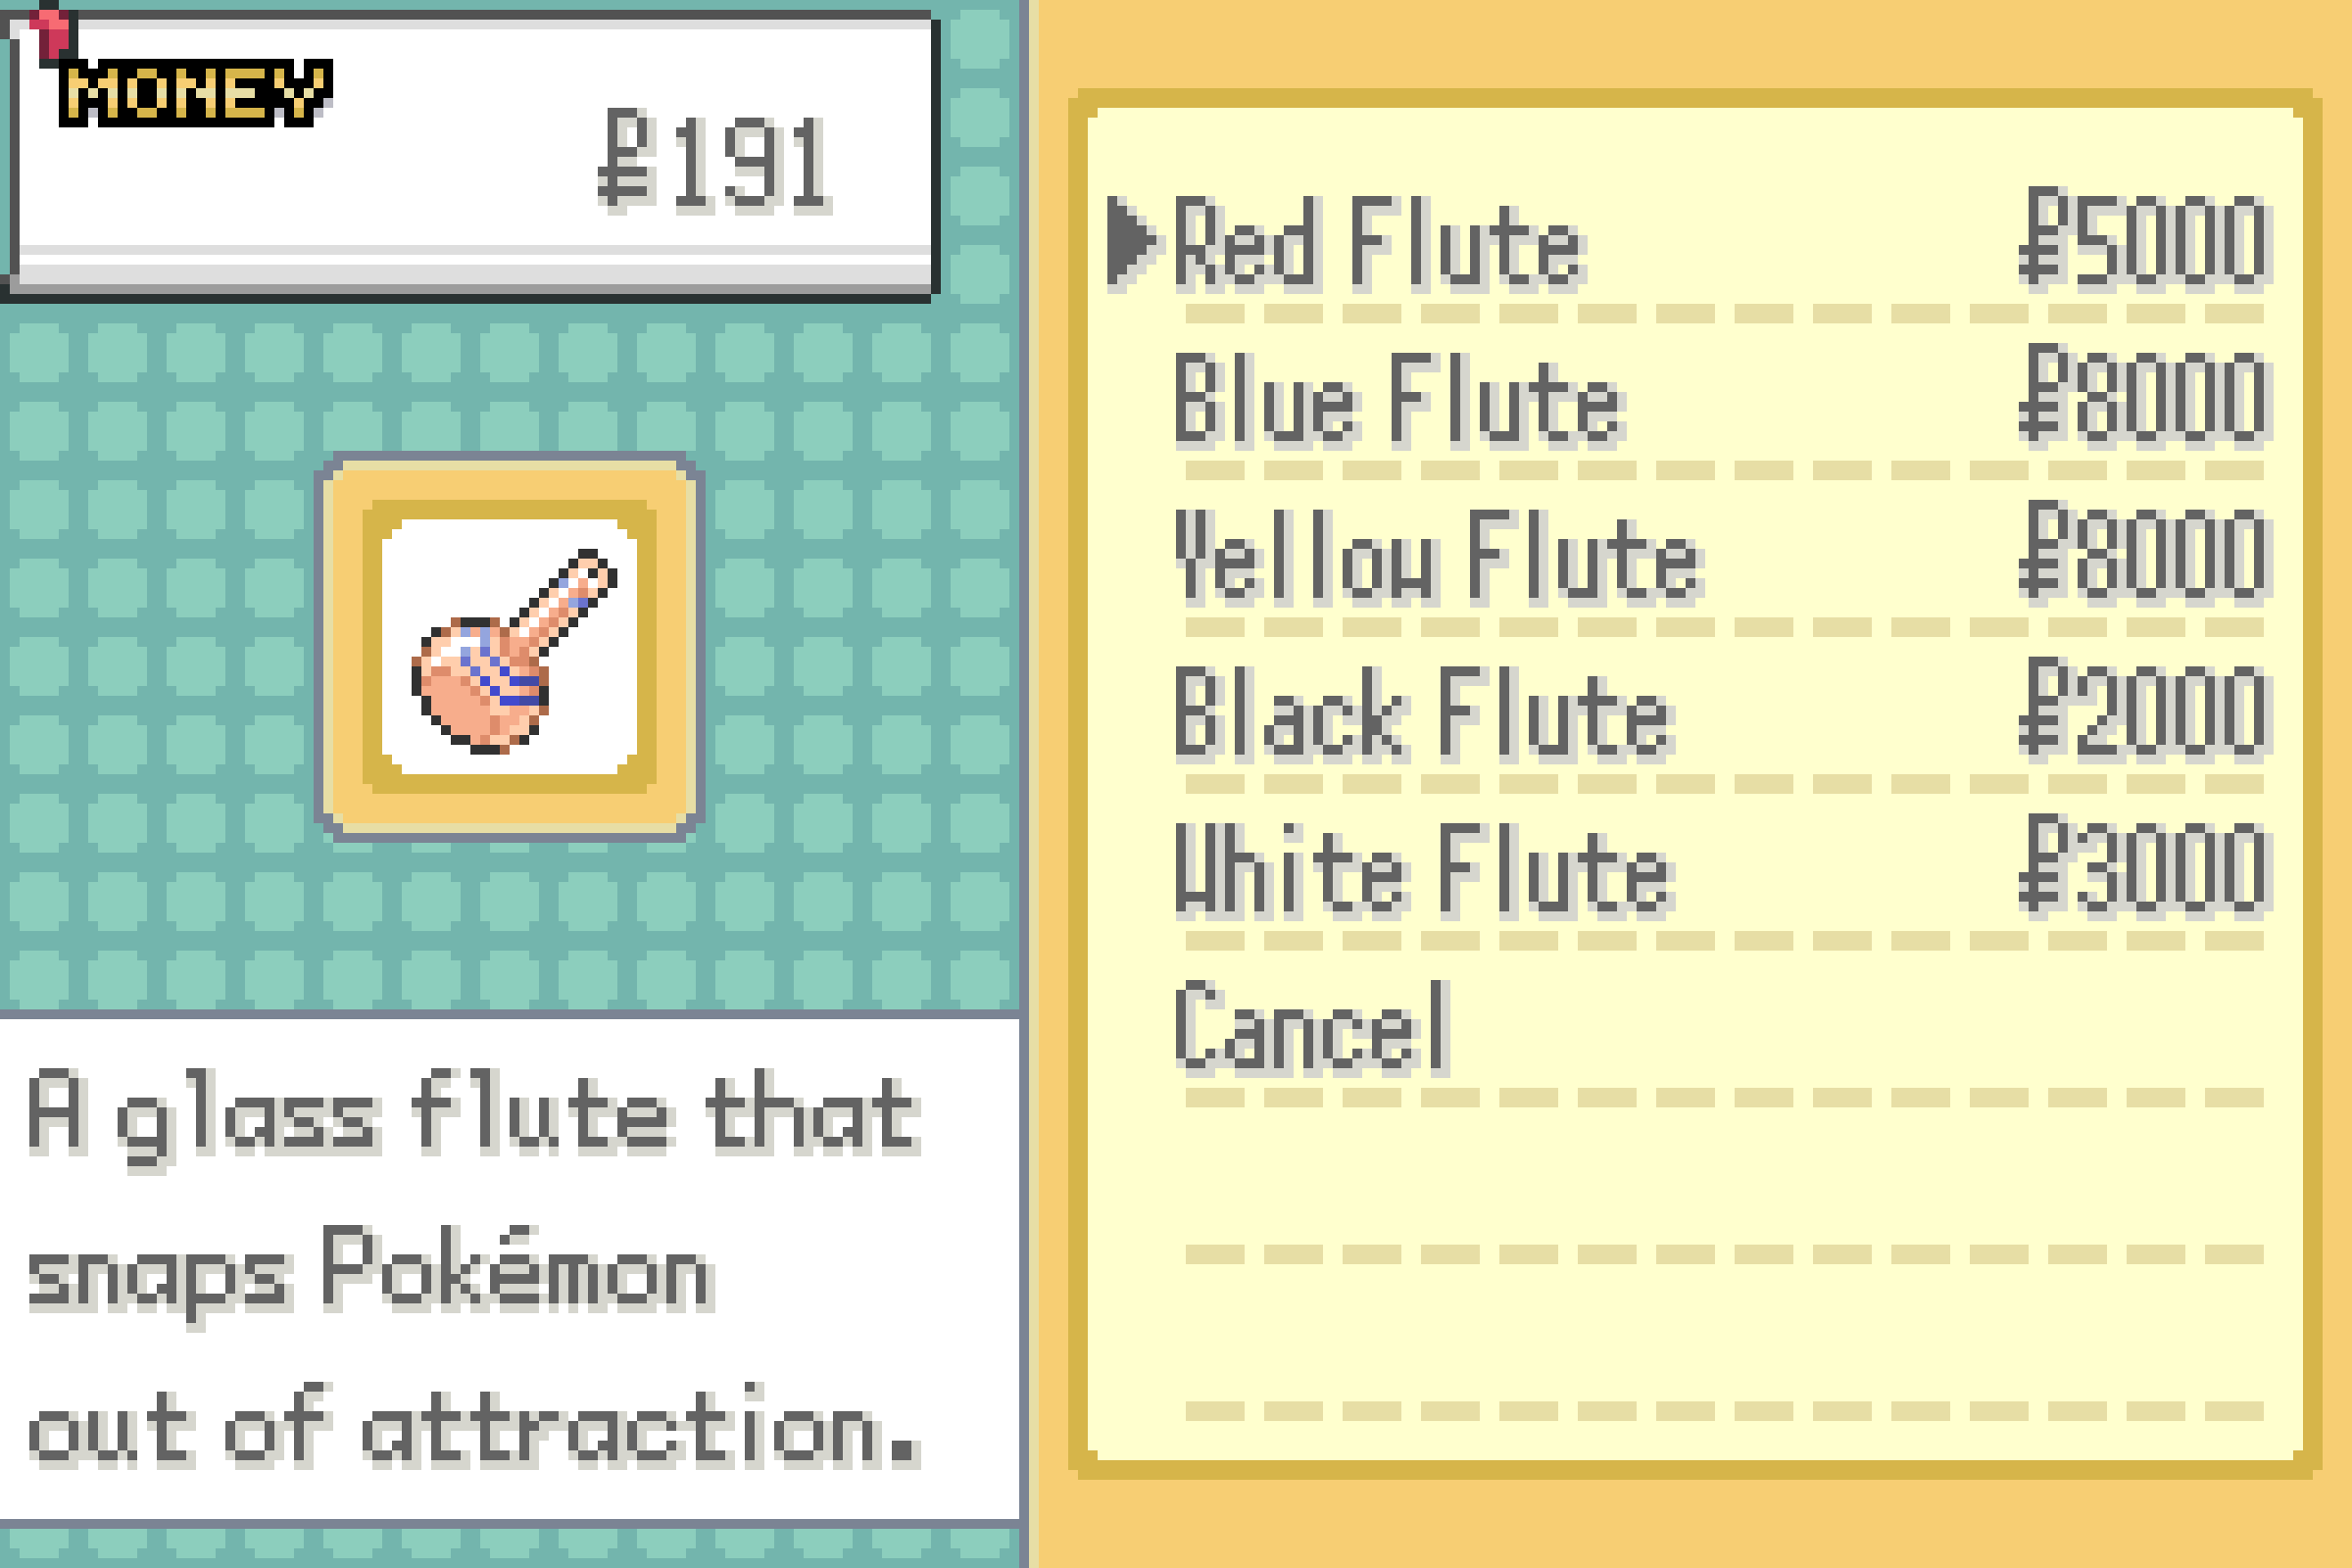 MONEY
₽191
Red Flute ₽5000
Blue Flute ₽8000
Yellow Flute ₽8000
Black Flute ₽2000
White Flute ₽3000
Cancel
A glass flute that
snaps Pokémon
out of attraction.